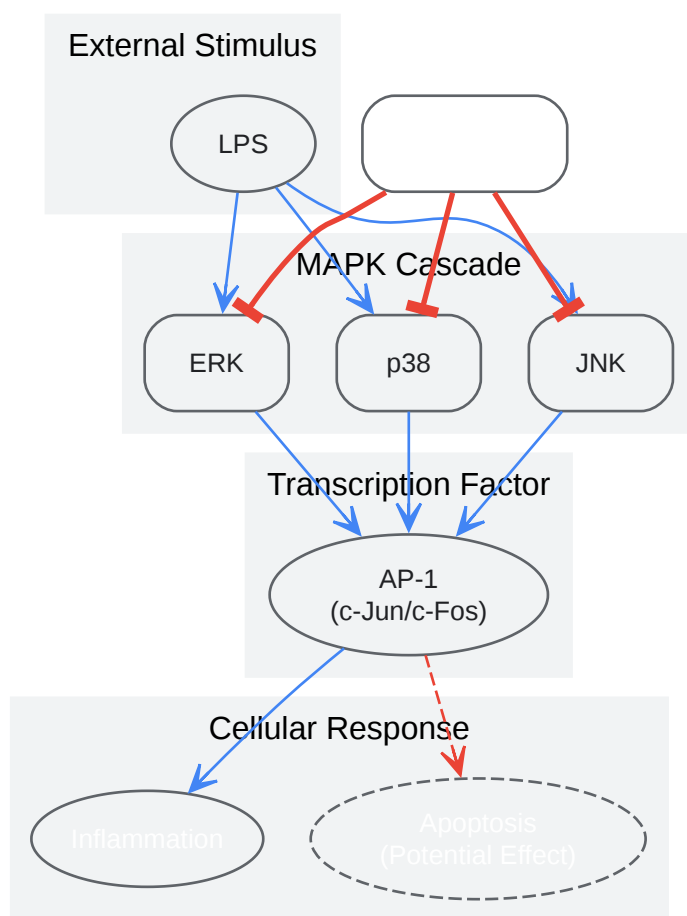 External Stimulus
LPS
MAPK Cascade
ERK
p38
JNK
Transcription Factor
AP-1
(c-Jun/c-Fos)
Cellular Response
Inflammation
Apoptosis
(Potential Effect)